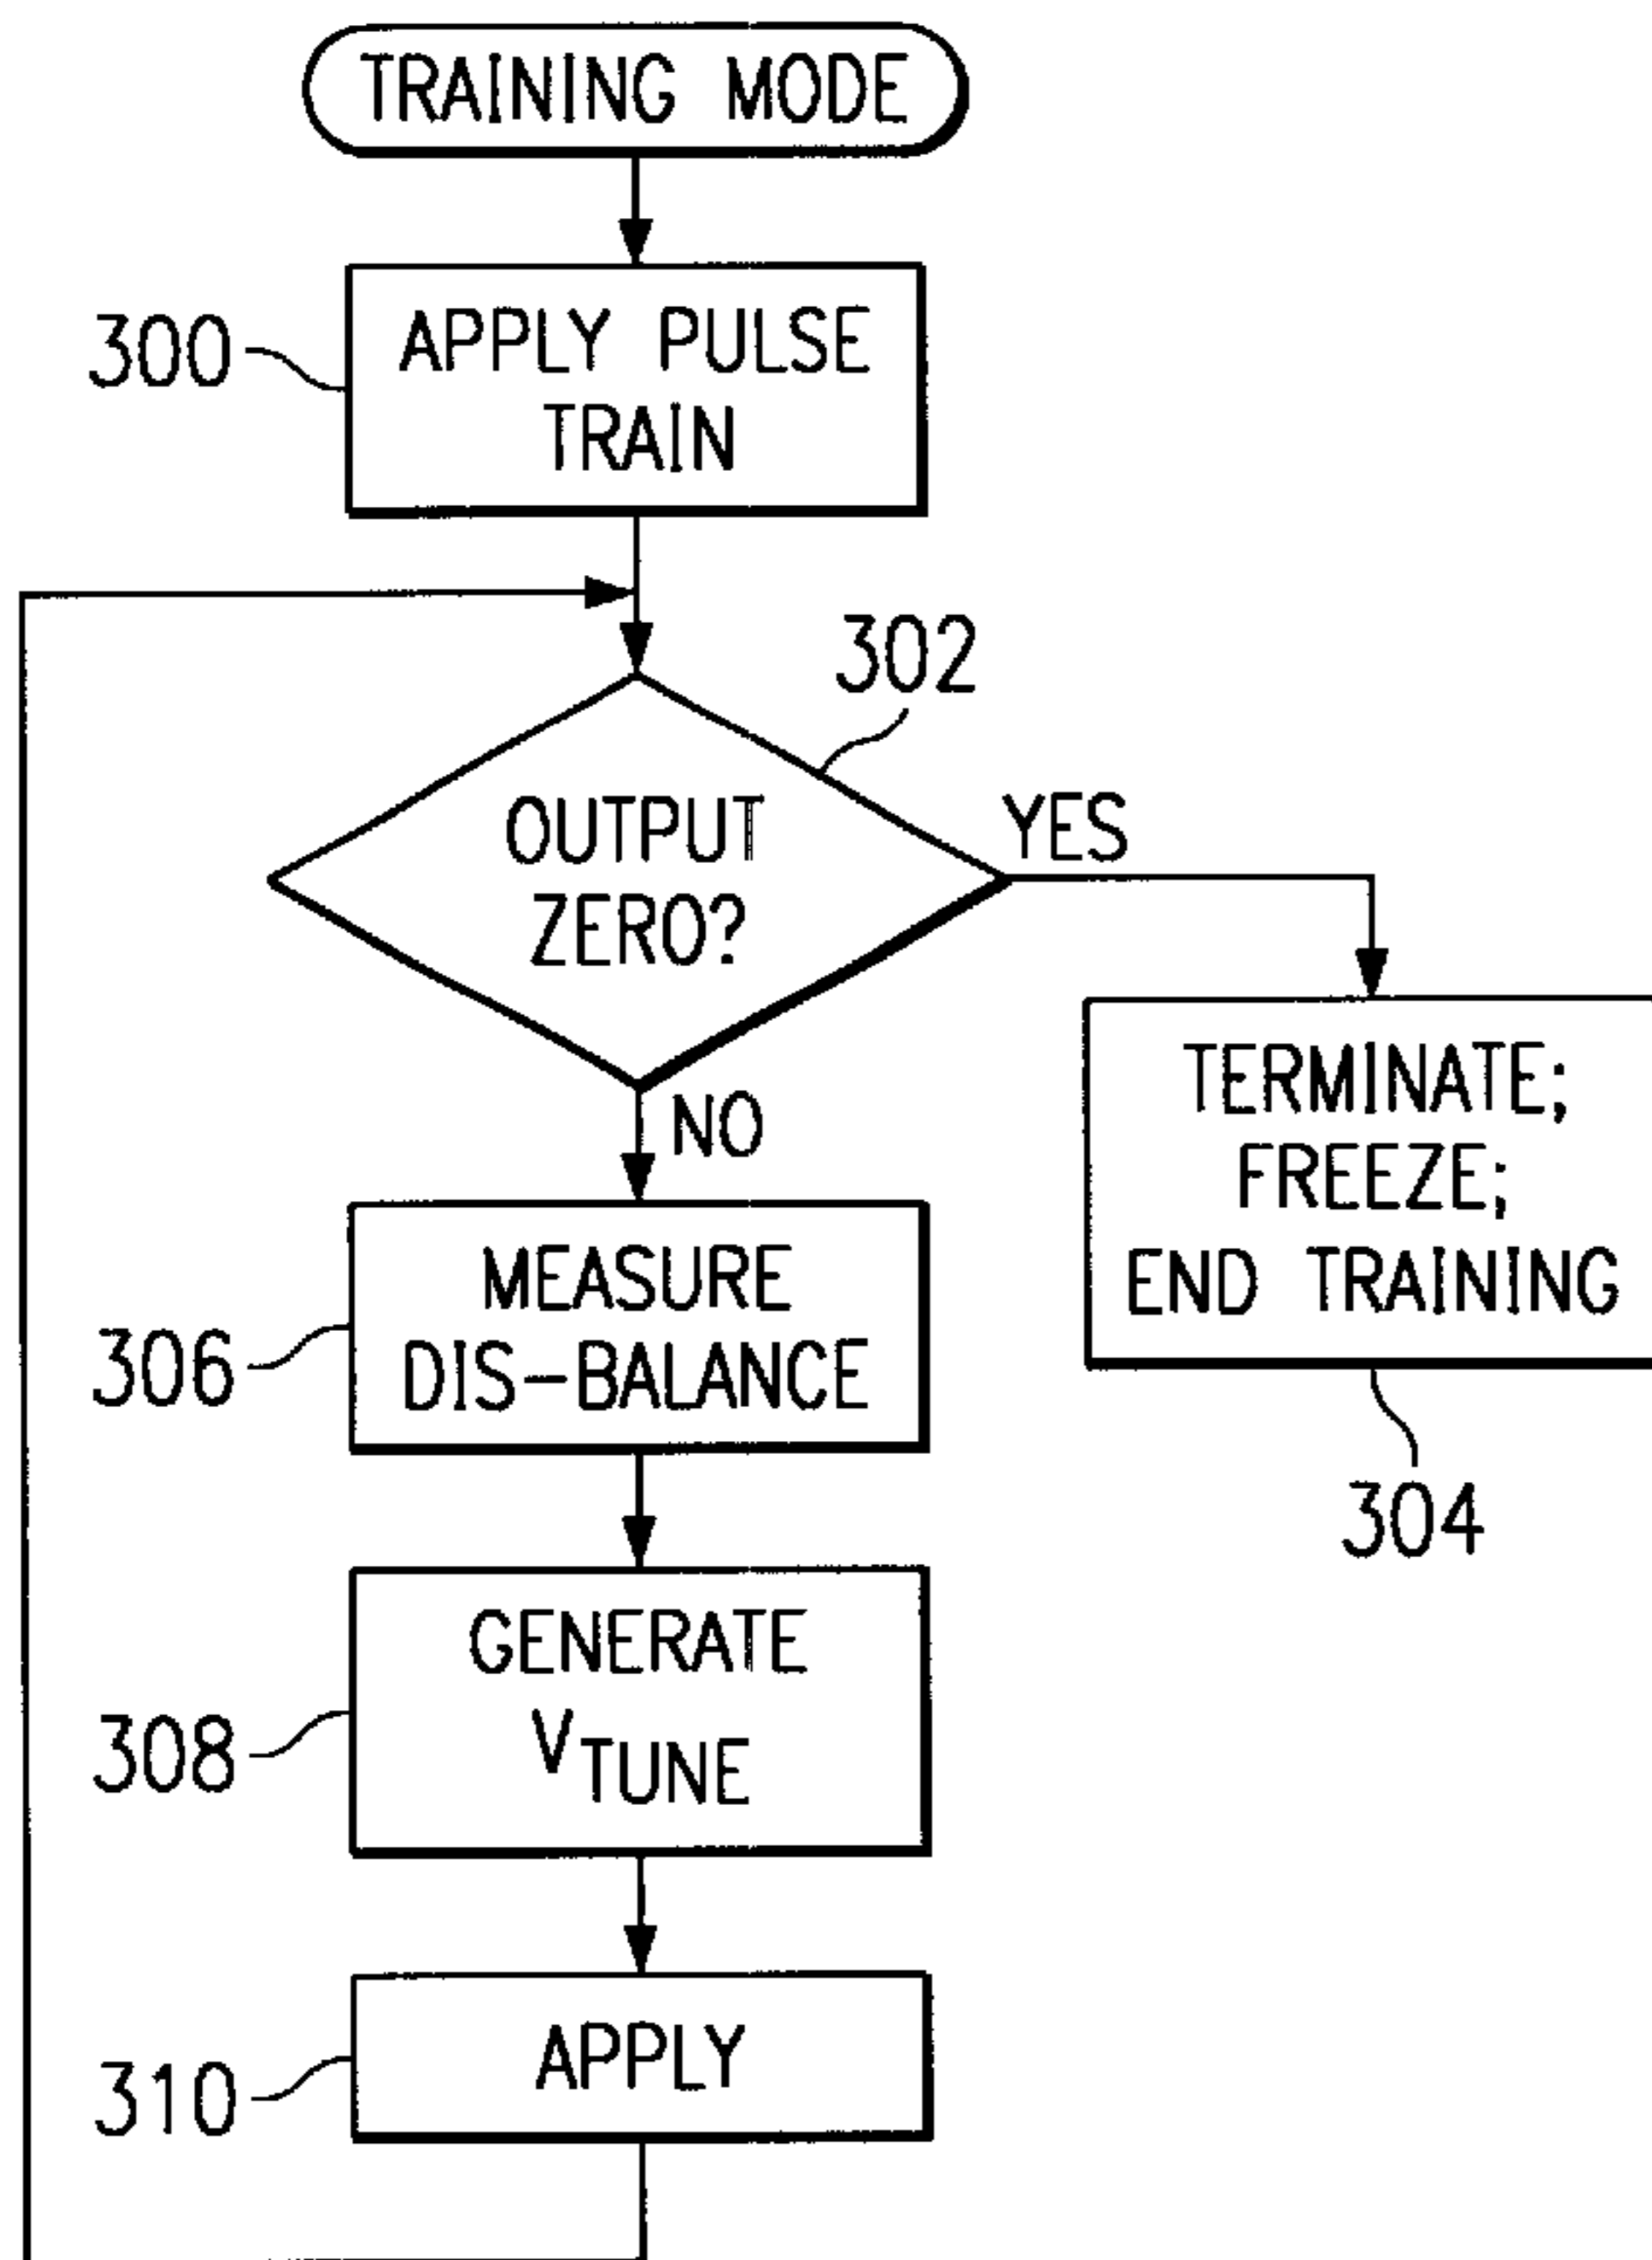 TRAINING MODE
300
APPLY PULSE
TRAIN
302
OUTPUT
ZERO?
YES
NO
TERMINATE;
FREEZE;
END TRAINING
304
306
MEASURE
DIS-BALANCE
308
GENERATE
VTUNE
310
APPLY